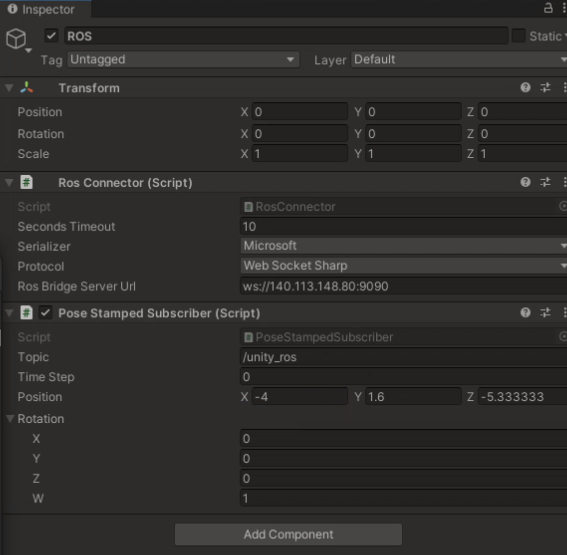 Inspector
ROS Static
Tag Untagged Layer Default
Transform
Position X 0 Y 0 Z 0
Rotation X 0 Y 0 Z 0
Scale X 1 Y 1 Z 1
# Ros Connector (Script)
Script # RosConnector
Seconds Timeout 10
Serializer Microsoft
Protocol Web Socket Sharp
Ros Bridge Server Url ws://140.113.148.80:9090
# Pose Stamped Subscriber (Script)
Script # PoseStampedSubscriber
Topic /unity_ros
Time Step 0
Position X -4 Y 1.6 Z -5.333333
Rotation
X 0
Y 0
Z 0
W 1
Add Component